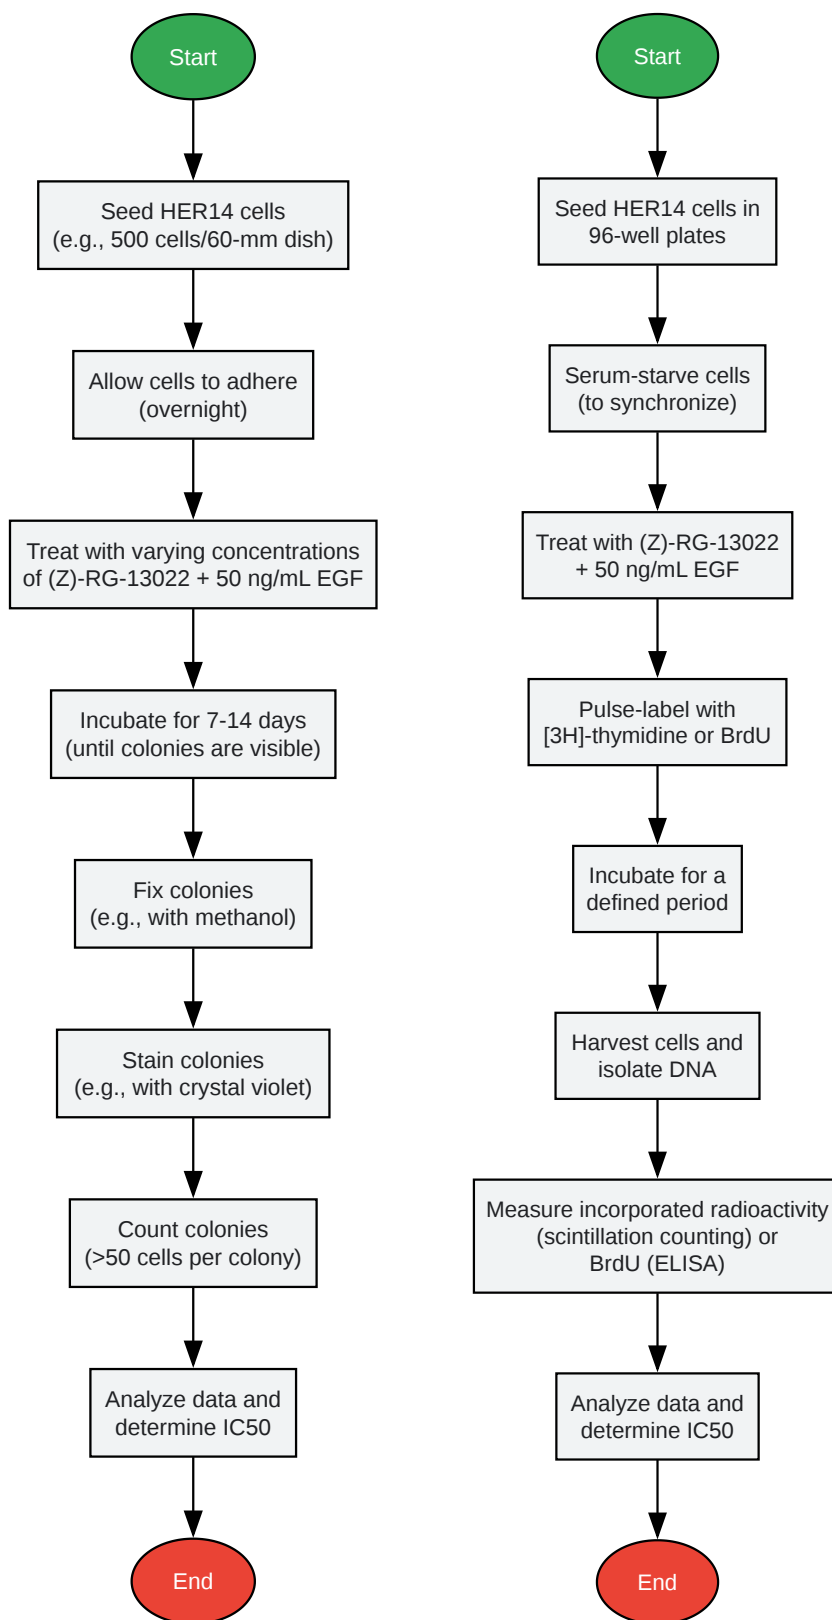 Start
Seed HER14 cells
(e.g., 500 cells/60-mm dish)
Allow cells to adhere
(overnight)
Treat with varying concentrations
of (Z)-RG-13022 + 50 ng/mL EGF
Incubate for 7-14 days
(until colonies are visible)
Fix colonies
(e.g., with methanol)
Stain colonies
(e.g., with crystal violet)
Count colonies
(>50 cells per colony)
Analyze data and
determine IC50
End
Start
Seed HER14 cells in
96-well plates
Serum-starve cells
(to synchronize)
Treat with (Z)-RG-13022
+ 50 ng/mL EGF
Pulse-label with
[3H]-thymidine or BrdU
Incubate for a
defined period
Harvest cells and
isolate DNA
Measure incorporated radioactivity
(scintillation counting) or
BrdU (ELISA)
Analyze data and
determine IC50
End